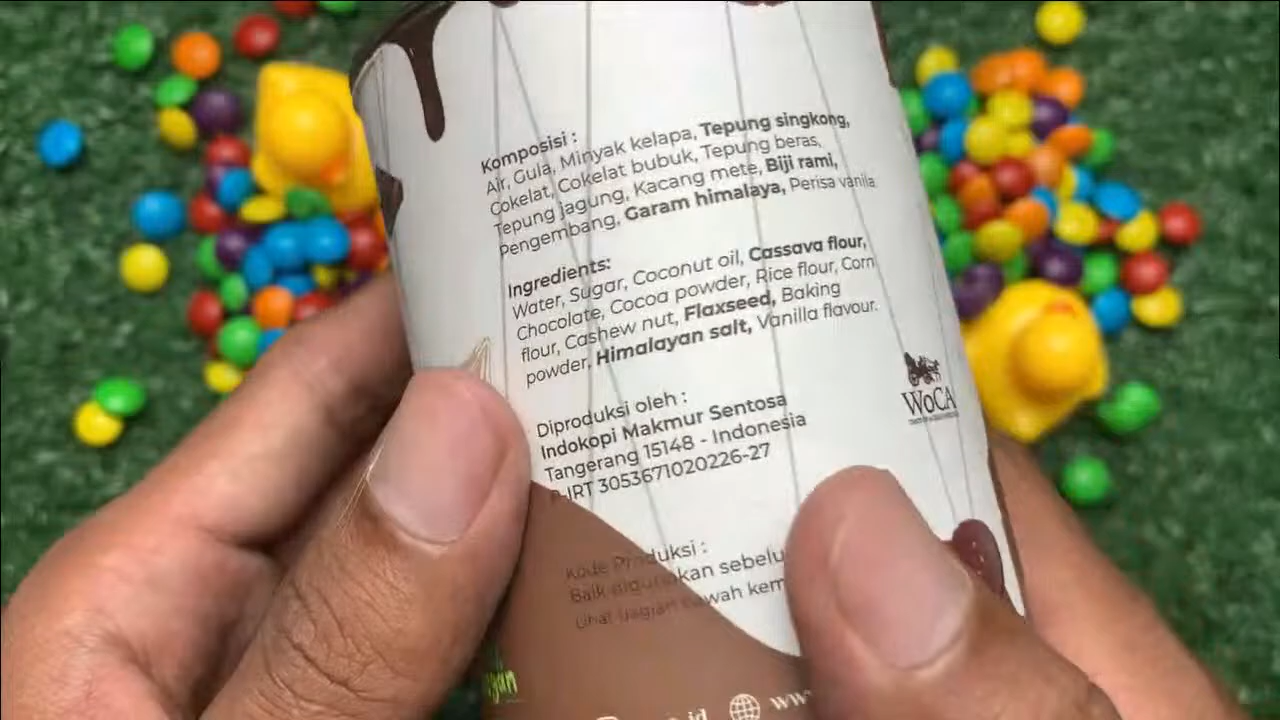 Komposisi :
Air, Gula, Minyak kelapa, Tepung singkong,
Cokelat, Cokelat bubuk, Tepung beras,
Tepung jagung, Kacang mete, Biji rami,
Pengembang, Garam himalaya, Perisa vanila
Ingredients:
Water, Sugar, Coconut oil, Cassava flour,
Chocolate, Cocoa powder, Rice flour, Corn
flour, Cashew nut, Flaxseed, Baking
powder, Himalayan salt, Vanilla flavour.
WoCA
Diproduksi oleh :
Indokopi Makmur Sentosa
Tangerang 15148 - Indonesia
P-IRT 3053671020226-27
Kode Produksi :
Baik digunakan
Lihat bagian bawah